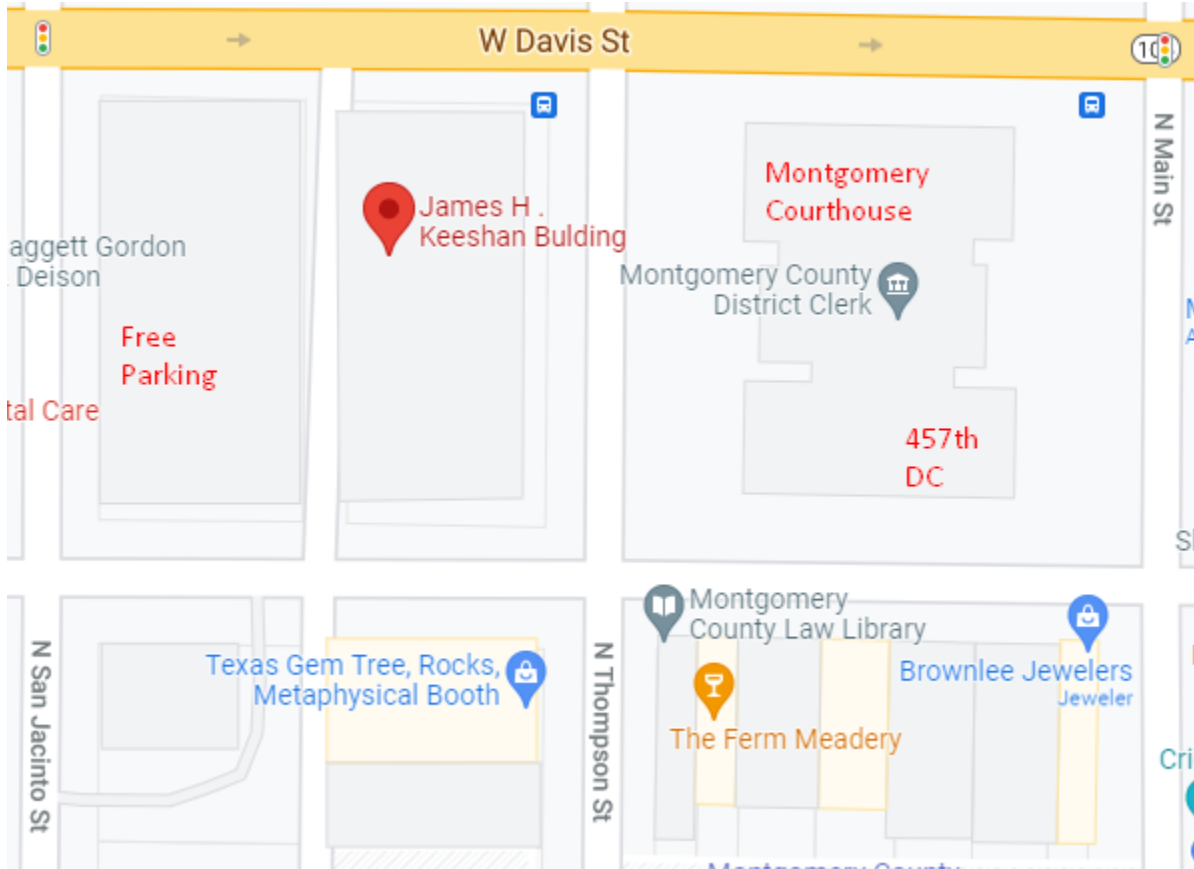 W Davis St
10
N Main St
Montgomery
Courthouse
James H .
Keeshan Bulding
aggett Gordon
Deison
Montgomery County
District Clerk
Free
Parking
tal Care
457th
DC
Montgomery
County Law Library
Texas Gem Tree, Rocks,
Metaphysical Booth
Brownlee Jewelers
Jeweler
The Ferm Meadery
N San Jacinto St
N Thompson St
Cri
Montgomery County